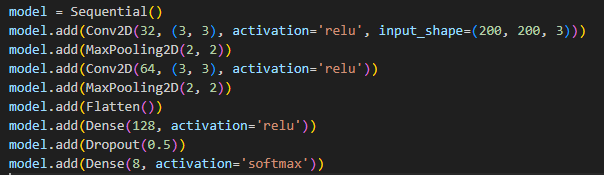 model = Sequential()
model.add(Conv2D(32, (3, 3), activation='relu', input_shape=(200, 200, 3)))
model.add(MaxPooling2D(2, 2))
model.add(Conv2D(64, (3, 3), activation='relu'))
model.add(MaxPooling2D(2, 2))
model.add(Flatten())
model.add(Dense(128, activation='relu'))
model.add(Dropout(0.5))
model.add(Dense(8, activation='softmax'))